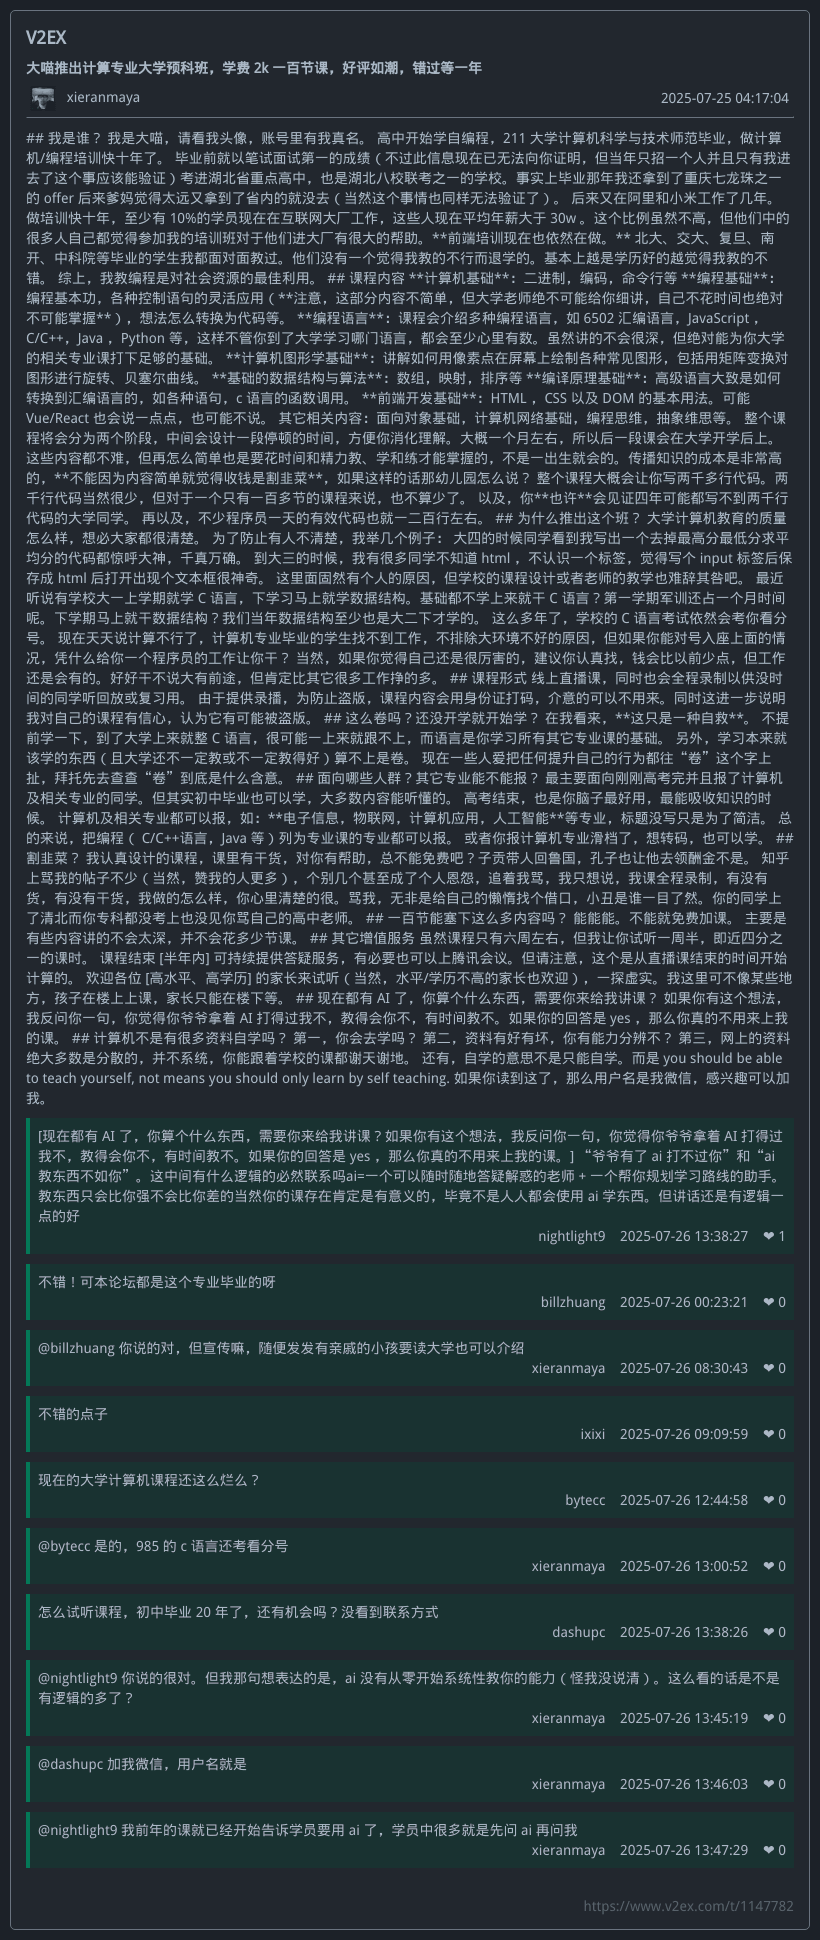 V2EX
大喵推出计算专业大学预科班，学费 2k 一百节课，好评如潮，错过等一年
xieranmaya 2025-07-25 04:17:04
## 我是谁？ 我是大喵，请看我头像，账号里有我真名。 高中开始学自编程，211 大学计算机科学与技术师范毕业，做计算
机/编程培训快十年了。 毕业前就以笔试面试第一的成绩（不过此信息现在已无法向你证明，但当年只招一个人并且只有我进
去了这个事应该能验证）考进湖北省重点高中，也是湖北八校联考之一的学校。事实上毕业那年我还拿到了重庆七龙珠之一
的 offer 后来爹妈觉得太远又拿到了省内的就没去（当然这个事情也同样无法验证了）。 后来又在阿里和小米工作了几年。
做培训快十年，至少有 10%的学员现在在互联网大厂工作，这些人现在平均年薪大于 30w 。这个比例虽然不高，但他们中的
很多人自己都觉得参加我的培训班对于他们进大厂有很大的帮助。**前端培训现在也依然在做。** 北大、交大、复旦、南
开、中科院等毕业的学生我都面对面教过。他们没有一个觉得我教的不行而退学的。基本上越是学历好的越觉得我教的不
错。 综上，我教编程是对社会资源的最佳利用。 ## 课程内容 **计算机基础**: 二进制，编码，命令行等 **编程基础**:
编程基本功，各种控制语句的灵活应用（**注意，这部分内容不简单，但大学老师绝不可能给你细讲，自己不花时间也绝对
不可能掌握**），想法怎么转换为代码等。 **编程语言**: 课程会介绍多种编程语言，如 6502 汇编语言，JavaScript ，
C/C++，Java ，Python 等，这样不管你到了大学学习哪门语言，都会至少心里有数。虽然讲的不会很深，但绝对能为你大学
的相关专业课打下足够的基础。 **计算机图形学基础**: 讲解如何用像素点在屏幕上绘制各种常见图形，包括用矩阵变换对
图形进行旋转、贝塞尔曲线。 **基础的数据结构与算法**: 数组，映射，排序等 **编译原理基础**: 高级语言大致是如何
转换到汇编语言的，如各种语句，c 语言的函数调用。 **前端开发基础**: HTML ，CSS 以及 DOM 的基本用法。可能
Vue/React 也会说一点点，也可能不说。 其它相关内容: 面向对象基础，计算机网络基础，编程思维，抽象维思等。 整个课
程将会分为两个阶段，中间会设计一段停顿的时间，方便你消化理解。大概一个月左右，所以后一段课会在大学开学后上。
这些内容都不难，但再怎么简单也是要花时间和精力教、学和练才能掌握的，不是一出生就会的。传播知识的成本是非常高
的，**不能因为内容简单就觉得收钱是割韭菜**，如果这样的话那幼儿园怎么说？ 整个课程大概会让你写两千多行代码。两
千行代码当然很少，但对于一个只有一百多节的课程来说，也不算少了。 以及，你**也许**会见证四年可能都写不到两千行
代码的大学同学。 再以及，不少程序员一天的有效代码也就一二百行左右。 ## 为什么推出这个班？ 大学计算机教育的质量
怎么样，想必大家都很清楚。 为了防止有人不清楚，我举几个例子： 大四的时候同学看到我写出一个去掉最高分最低分求平
均分的代码都惊呼大神，千真万确。 到大三的时候，我有很多同学不知道 html ，不认识一个标签，觉得写个 input 标签后保
存成 html 后打开出现个文本框很神奇。 这里面固然有个人的原因，但学校的课程设计或者老师的教学也难辞其咎吧。 最近
听说有学校大一上学期就学 C 语言，下学习马上就学数据结构。基础都不学上来就干 C 语言？第一学期军训还占一个月时间
呢。下学期马上就干数据结构？我们当年数据结构至少也是大二下才学的。 这么多年了，学校的 C 语言考试依然会考你看分
号。 现在天天说计算不行了，计算机专业毕业的学生找不到工作，不排除大环境不好的原因，但如果你能对号入座上面的情
况，凭什么给你一个程序员的工作让你干？ 当然，如果你觉得自己还是很厉害的，建议你认真找，钱会比以前少点，但工作
还是会有的。好好干不说大有前途，但肯定比其它很多工作挣的多。 ## 课程形式 线上直播课，同时也会全程录制以供没时
间的同学听回放或复习用。 由于提供录播，为防止盗版，课程内容会用身份证打码，介意的可以不用来。同时这进一步说明
我对自己的课程有信心，认为它有可能被盗版。 ## 这么卷吗？还没开学就开始学？ 在我看来，**这只是一种自救**。 不提
前学一下，到了大学上来就整 C 语言，很可能一上来就跟不上，而语言是你学习所有其它专业课的基础。 另外，学习本来就
该学的东西（且大学还不一定教或不一定教得好）算不上是卷。 现在一些人爱把任何提升自己的行为都往“卷”这个字上
扯，拜托先去查查“卷”到底是什么含意。 ## 面向哪些人群？其它专业能不能报？ 最主要面向刚刚高考完并且报了计算机
及相关专业的同学。但其实初中毕业也可以学，大多数内容能听懂的。 高考结束，也是你脑子最好用，最能吸收知识的时
候。 计算机及相关专业都可以报，如: **电子信息，物联网，计算机应用，人工智能**等专业，标题没写只是为了简洁。 总
的来说，把编程（ C/C++语言，Java 等）列为专业课的专业都可以报。 或者你报计算机专业滑档了，想转码，也可以学。 ##
割韭菜？ 我认真设计的课程，课里有干货，对你有帮助，总不能免费吧？子贡带人回鲁国，孔子也让他去领酬金不是。 知乎
上骂我的帖子不少（当然，赞我的人更多），个别几个甚至成了个人恩怨，追着我骂，我只想说，我课全程录制，有没有
货，有没有干货，我做的怎么样，你心里清楚的很。骂我，无非是给自己的懒惰找个借口，小丑是谁一目了然。你的同学上
了清北而你专科都没考上也没见你骂自己的高中老师。 ## 一百节能塞下这么多内容吗？ 能能能。不能就免费加课。 主要是
有些内容讲的不会太深，并不会花多少节课。 ## 其它增值服务 虽然课程只有六周左右，但我让你试听一周半，即近四分之
一的课时。 课程结束 [半年内] 可持续提供答疑服务，有必要也可以上腾讯会议。但请注意，这个是从直播课结束的时间开始
计算的。 欢迎各位 [高水平、高学历] 的家长来试听（当然，水平/学历不高的家长也欢迎），一探虚实。我这里可不像某些地
方，孩子在楼上上课，家长只能在楼下等。 ## 现在都有 AI 了，你算个什么东西，需要你来给我讲课？ 如果你有这个想法，
我反问你一句，你觉得你爷爷拿着 AI 打得过我不，教得会你不，有时间教不。如果你的回答是 yes ，那么你真的不用来上我
的课。 ## 计算机不是有很多资料自学吗？ 第一，你会去学吗？ 第二，资料有好有坏，你有能力分辨不？ 第三，网上的资料
绝大多数是分散的，并不系统，你能跟着学校的课都谢天谢地。 还有，自学的意思不是只能自学。而是 you should be able
to teach yourself, not means you should only learn by self teaching. 如果你读到这了，那么用户名是我微信，感兴趣可以加
我。
[现在都有 AI 了，你算个什么东西，需要你来给我讲课？如果你有这个想法，我反问你一句，你觉得你爷爷拿着 AI 打得过
我不，教得会你不，有时间教不。如果你的回答是 yes ，那么你真的不用来上我的课。] “爷爷有了 ai 打不过你”和“ai
教东西不如你”。这中间有什么逻辑的必然联系吗ai=一个可以随时随地答疑解惑的老师 + 一个帮你规划学习路线的助手。
教东西只会比你强不会比你差的当然你的课存在肯定是有意义的，毕竟不是人人都会使用 ai 学东西。但讲话还是有逻辑一
点的好
nightlight9 2025-07-26 13:38:27 ❤ 1
不错！可本论坛都是这个专业毕业的呀
billzhuang 2025-07-26 00:23:21 ❤ 0
@billzhuang 你说的对，但宣传嘛，随便发发有亲戚的小孩要读大学也可以介绍
xieranmaya 2025-07-26 08:30:43 ❤ 0
不错的点子
ixixi 2025-07-26 09:09:59 ❤ 0
现在的大学计算机课程还这么烂么？
bytecc 2025-07-26 12:44:58 ❤ 0
@bytecc 是的，985 的 c 语言还考看分号
xieranmaya 2025-07-26 13:00:52 ❤ 0
怎么试听课程，初中毕业 20 年了，还有机会吗？没看到联系方式
dashupc 2025-07-26 13:38:26 ❤ 0
@nightlight9 你说的很对。但我那句想表达的是，ai 没有从零开始系统性教你的能力（怪我没说清）。这么看的话是不是
有逻辑的多了？
xieranmaya 2025-07-26 13:45:19 ❤ 0
@dashupc 加我微信，用户名就是
xieranmaya 2025-07-26 13:46:03 ❤ 0
@nightlight9 我前年的课就已经开始告诉学员要用 ai 了，学员中很多就是先问 ai 再问我
xieranmaya 2025-07-26 13:47:29 ❤ 0
https://www.v2ex.com/t/1147782